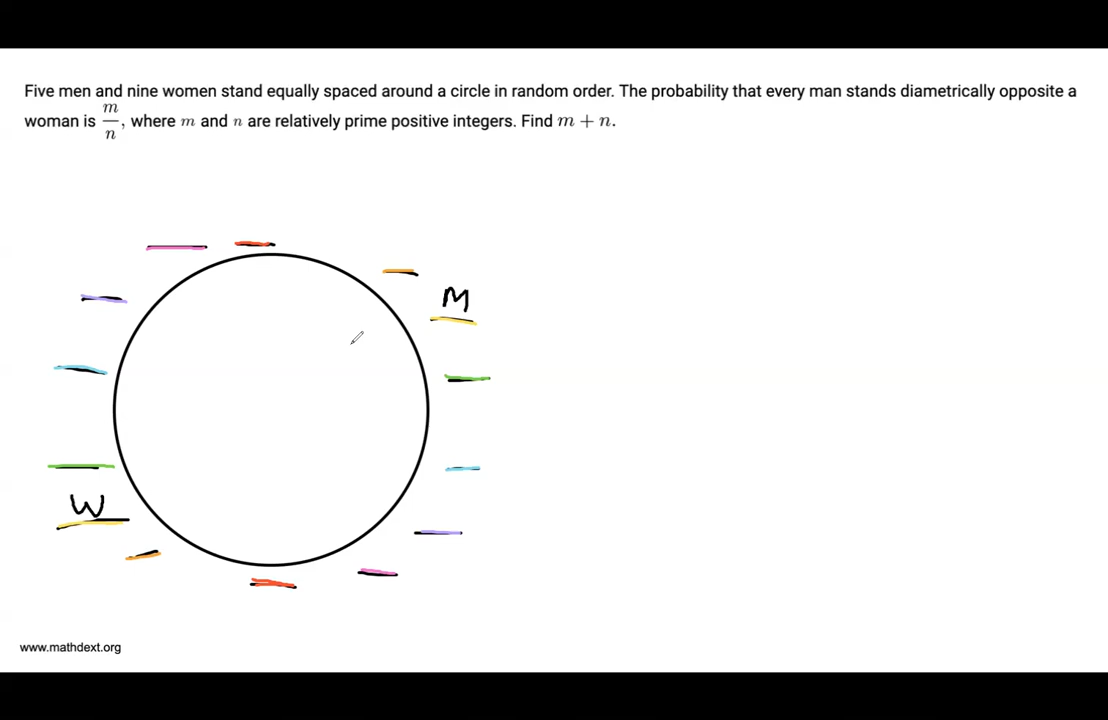 Five men and nine women stand equally spaced around a circle in random order. The probability that every man stands diametrically opposite a
woman is m/n, where m and n are relatively prime positive integers. Find m + n.
M
W
www.mathdext.org